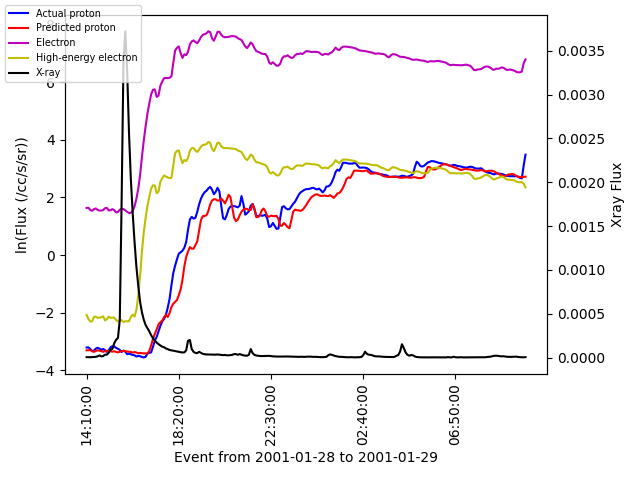 Actual proton
Predicted proton
Electron
High-energy electron
X-ray
6
4
2
0
−2
−4
ln(Flux (/cc/s/sr))
0.0035
0.0030
0.0025
0.0020
0.0015
0.0010
0.0005
0.0000
Xray Flux
14:10:00
18:20:00
22:30:00
02:40:00
06:50:00
Event from 2001-01-28 to 2001-01-29